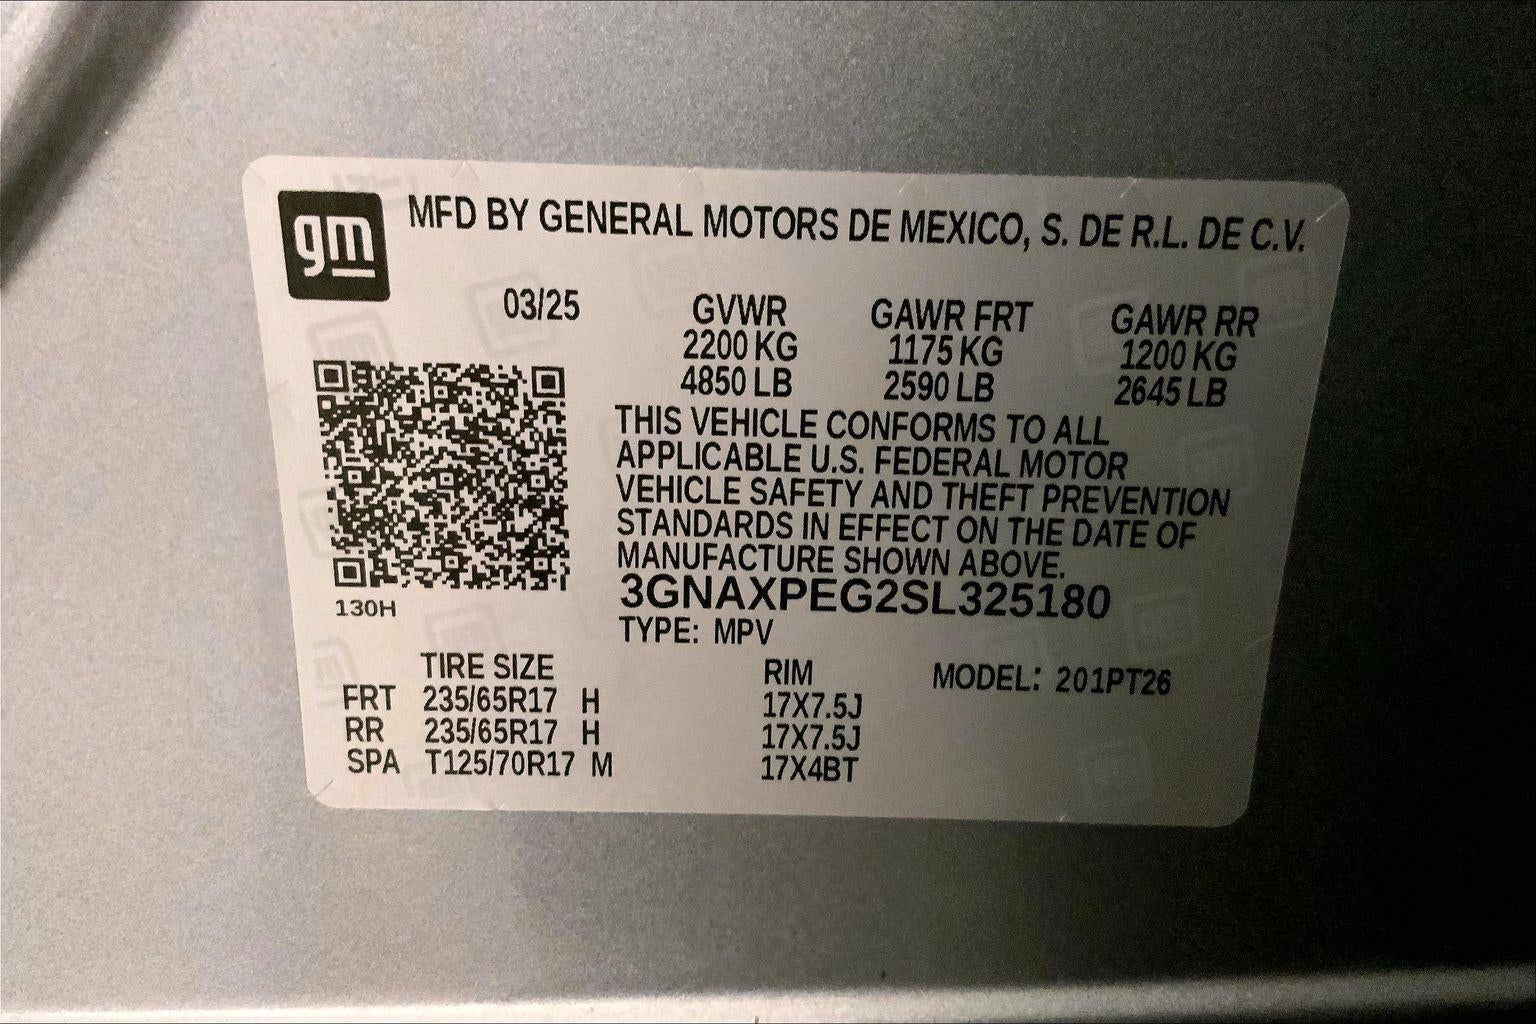 gm
MFD BY GENERAL MOTORS DE MEXICO, S. DE R.L. DE C.V.
03/25 GVWR GAWR FRT GAWR RR
2200 KG 1175 KG 1200 KG
4850 LB 2590 LB 2645 LB
THIS VEHICLE CONFORMS TO ALL
APPLICABLE U.S. FEDERAL MOTOR
VEHICLE SAFETY AND THEFT PREVENTION
STANDARDS IN EFFECT ON THE DATE OF
MANUFACTURE SHOWN ABOVE.
3GNAXPEG2SL325180
130H
TYPE: MPV
TIRE SIZE RIM MODEL: 201PT26
FRT 235/65R17 H 17X7.5J
RR 235/65R17 H 17X7.5J
SPA T125/70R17 M 17X4BT